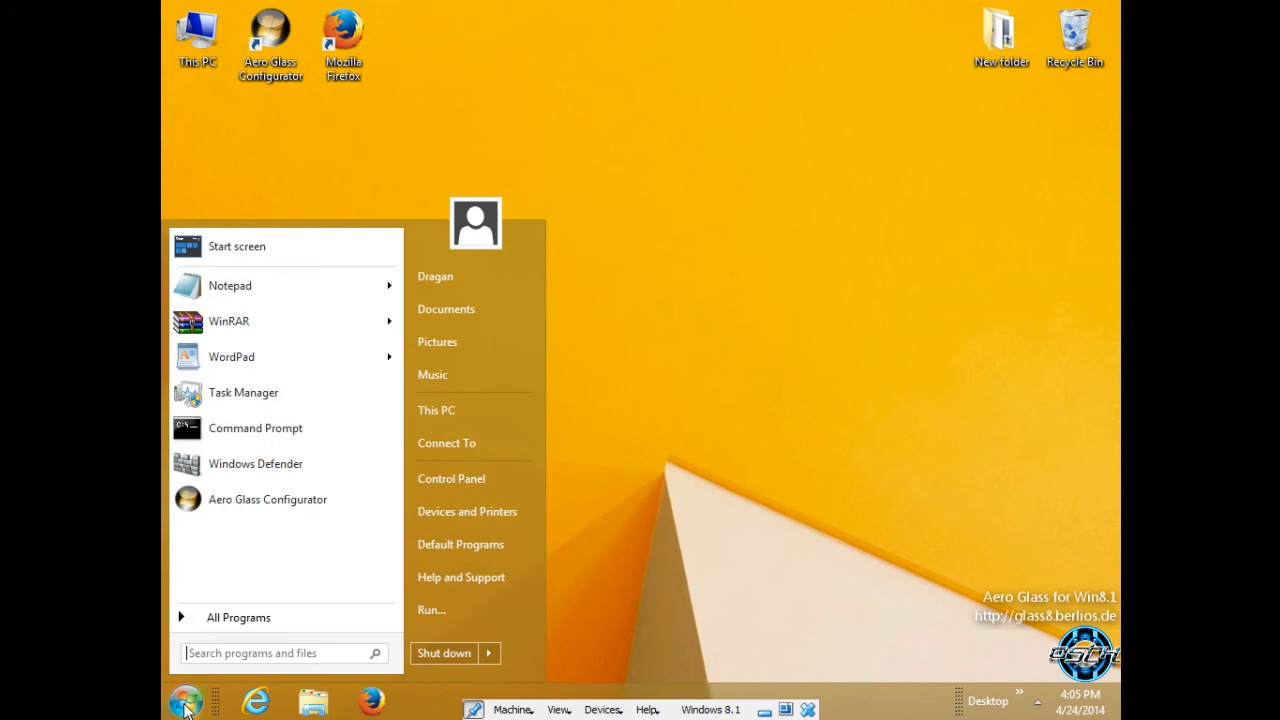 This PC
Aero Glass
Configurator
Mozilla
Firefox
New folder
Recycle Bin
Start screen
Notepad
WinRAR
WordPad
Task Manager
Command Prompt
Windows Defender
Aero Glass Configurator
All Programs
Search programs and files
Dragan
Documents
Pictures
Music
This PC
Connect To
Control Panel
Devices and Printers
Default Programs
Help and Support
Run...
Shut down
Aero Glass for Win8.1
http://glass8.berlios.de
Machine
View
Devices
Help
Windows 8.1
Desktop
4:05 PM
4/24/2014